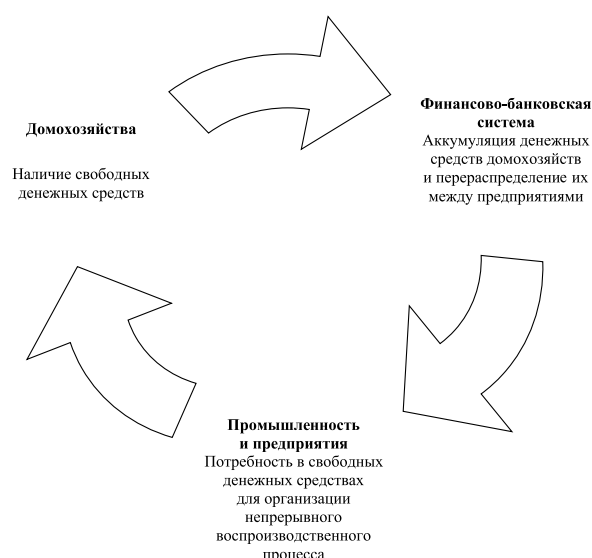 Домохозяйства
Наличие свободных
денежных средств
Финансово-банковская
система
Аккумуляция денежных
средств домохозяйств
и перераспределение их
между предприятиями
Промышленность
и предприятия
Потребность в свободных
денежных средствах
для организации
непрерывного
воспроизводственного
процесса